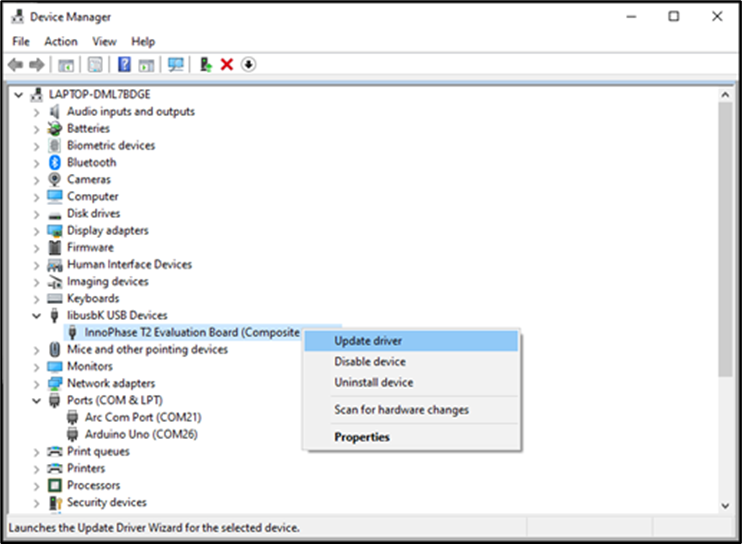 Device Manager
File Action View Help
LAPTOP-DML7BDGE
Audio inputs and outputs
Batteries
Biometric devices
Bluetooth
Cameras
Computer
Disk drives
Display adapters
Firmware
Human Interface Devices
Imaging devices
Keyboards
libusbK USB Devices
InnoPhase T2 Evaluation Board (Composite
Update driver
Disable device
Uninstall device
Scan for hardware changes
Properties
Mice and other pointing devices
Monitors
Network adapters
Ports (COM & LPT)
Arc Com Port (COM21)
Arduino Uno (COM26)
Print queues
Printers
Processors
Security devices
Launches the Update Driver Wizard for the selected device.